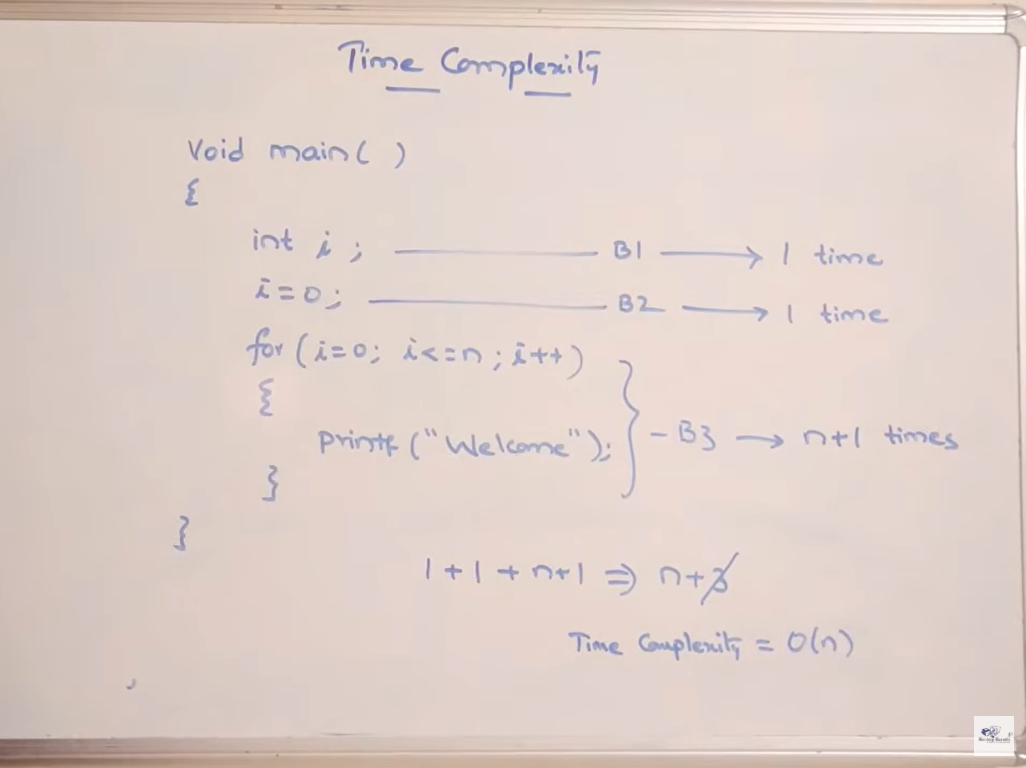 Time Complexity
Void main( )
{
int i ; — B1 → 1 time
i=0; — B2 → 1 time
for (i=0; i<=n ; i++)
{
printf ("Welcome"); } - B3 → n+1 times
}
}
1+1+n+1 ⇒ n+3
Time Complexity = O(n)